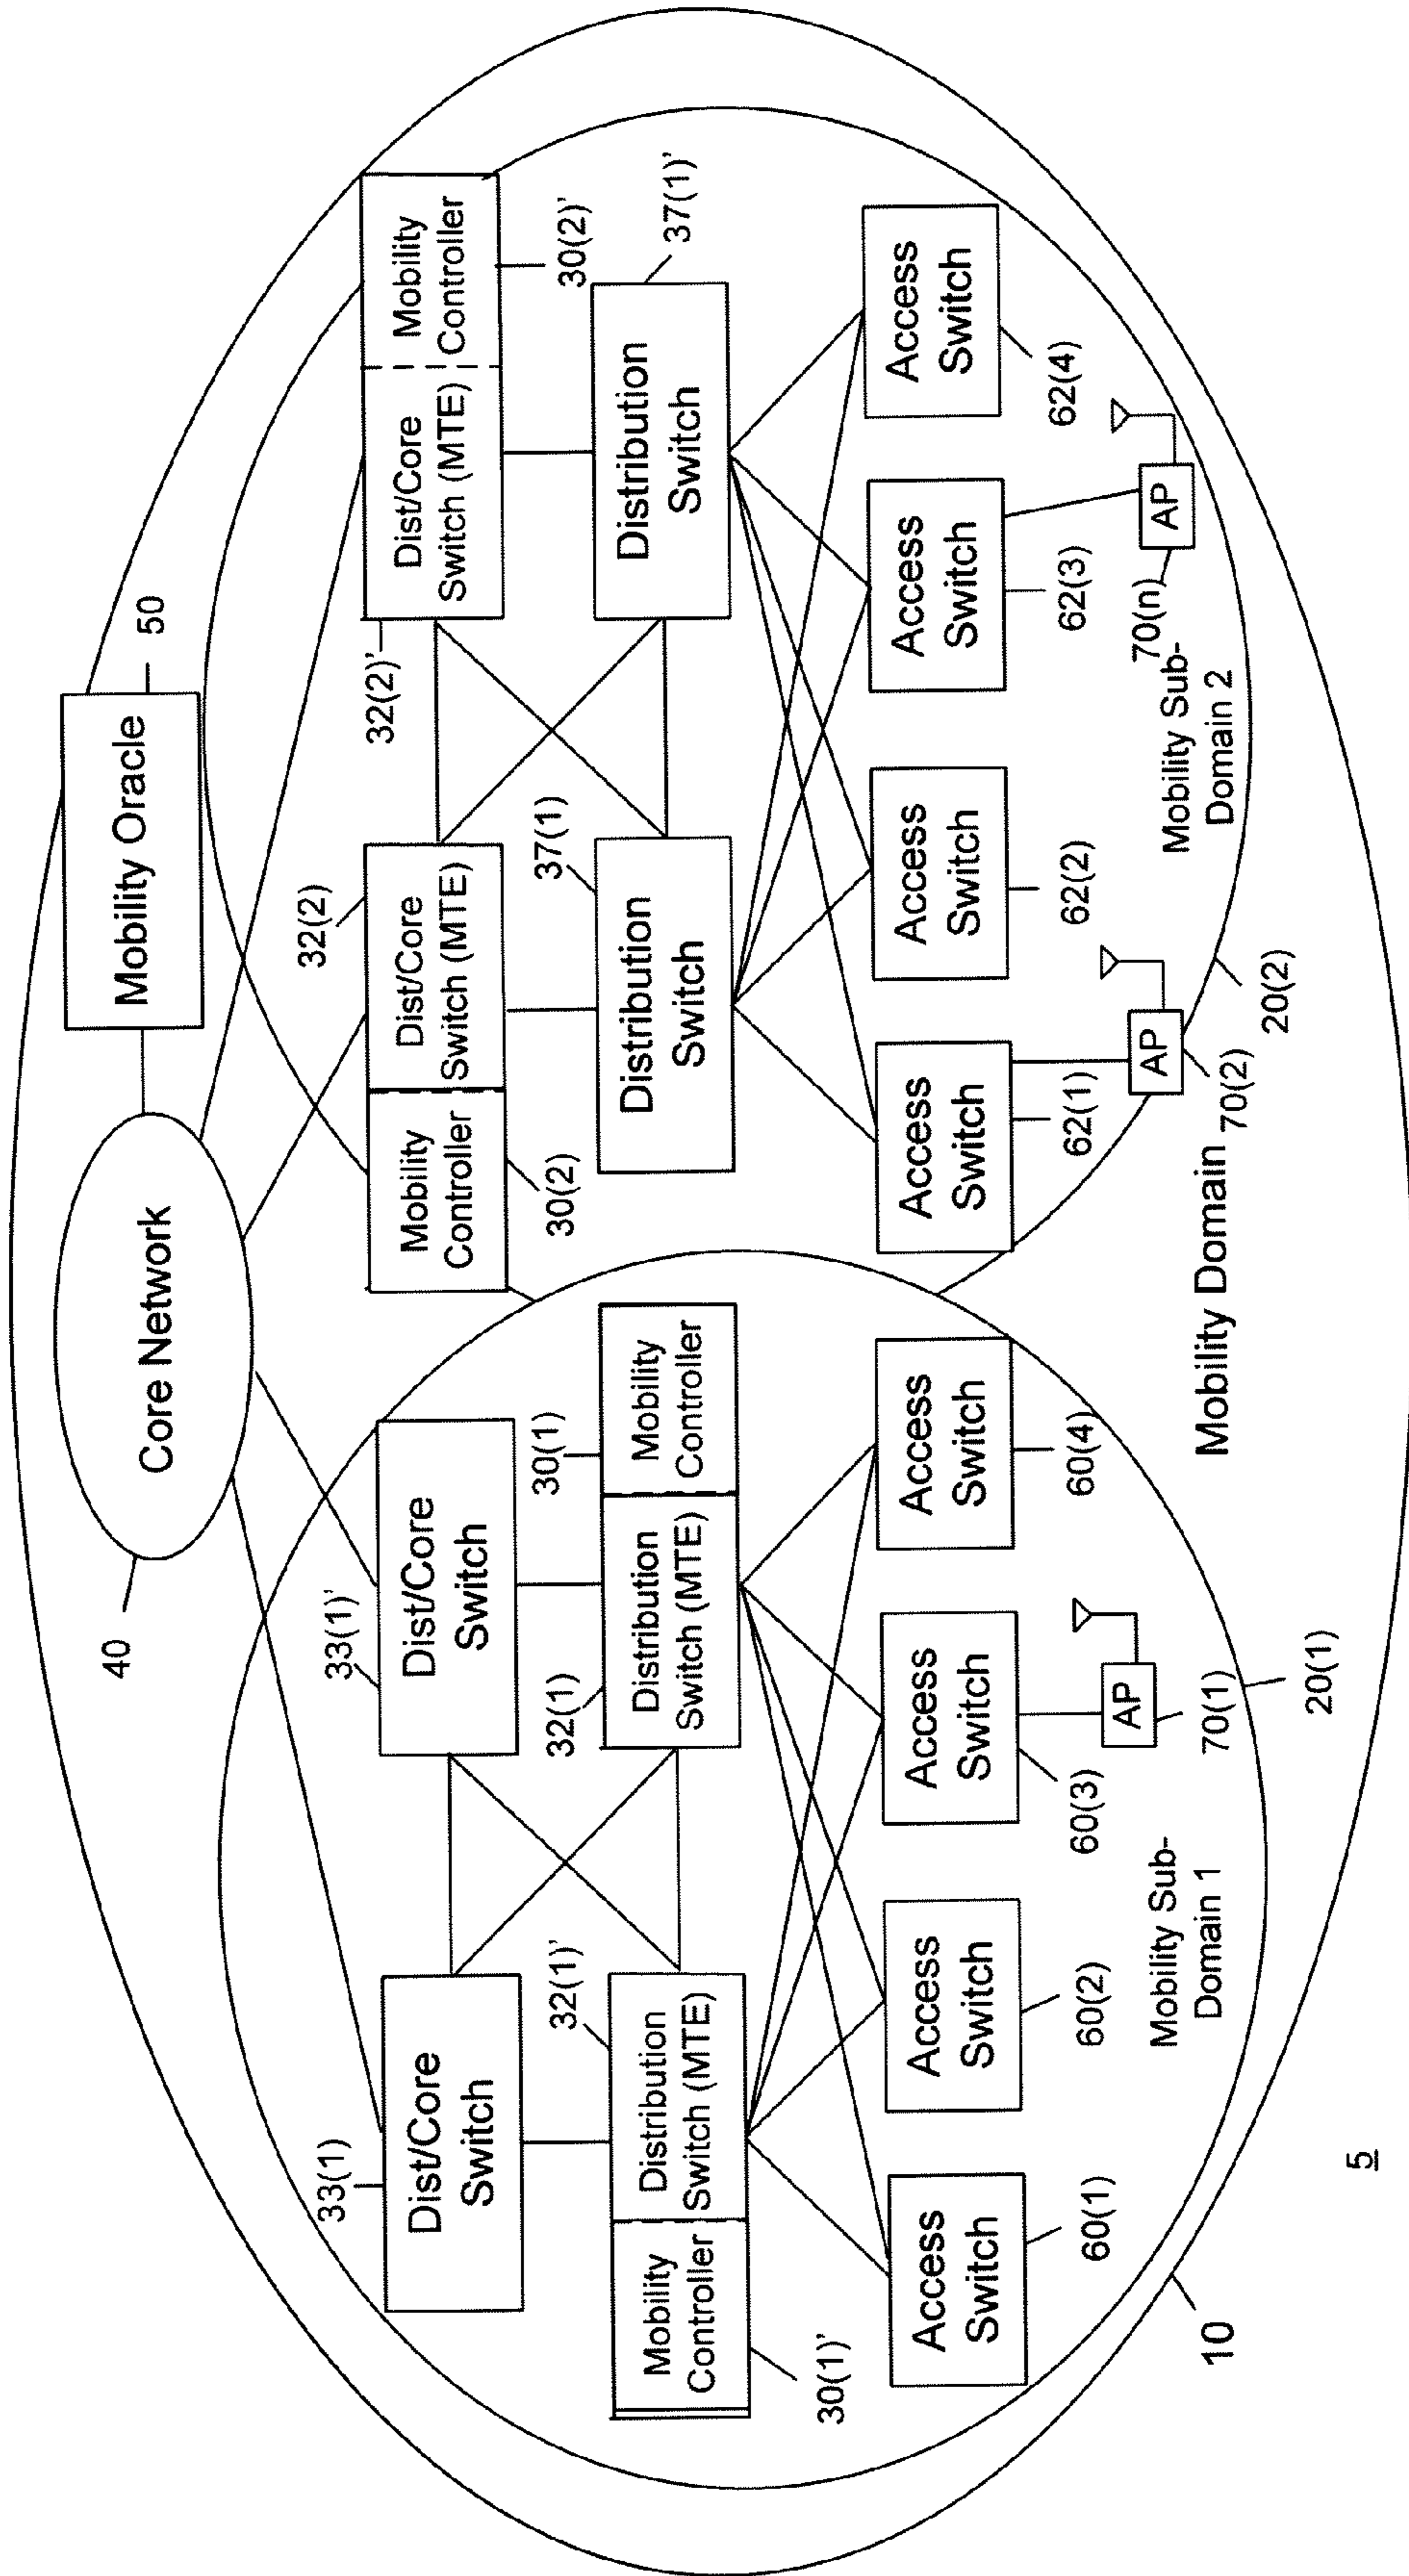 Mobility Oracle
50
Core Network
40
33(1)
Dist/Core
Switch
33(1)'
Dist/Core
Switch
32(2)
Mobility
Controller
Dist/Core
Switch (MTE)
30(2)
32(2)'
Dist/Core
Switch (MTE)
Mobility
Controller
30(2)'
32(1)'
Mobility
Controller
Distribution
Switch (MTE)
30(1)'
32(1)
30(1)
Distribution
Switch (MTE)
Mobility
Controller
37(1)
Distribution
Switch
37(1)'
Distribution
Switch
Access
Switch
60(1)
Access
Switch
60(2)
Access
Switch
60(3)
Access
Switch
60(4)
Access
Switch
62(1)
Access
Switch
62(2)
Access
Switch
62(3)
Access
Switch
62(4)
AP
70(1)
AP
70(2)
AP
70(n)
Mobility Sub-
Domain 1
Mobility Sub-
Domain 2
Mobility Domain
20(1)
20(2)
10
5